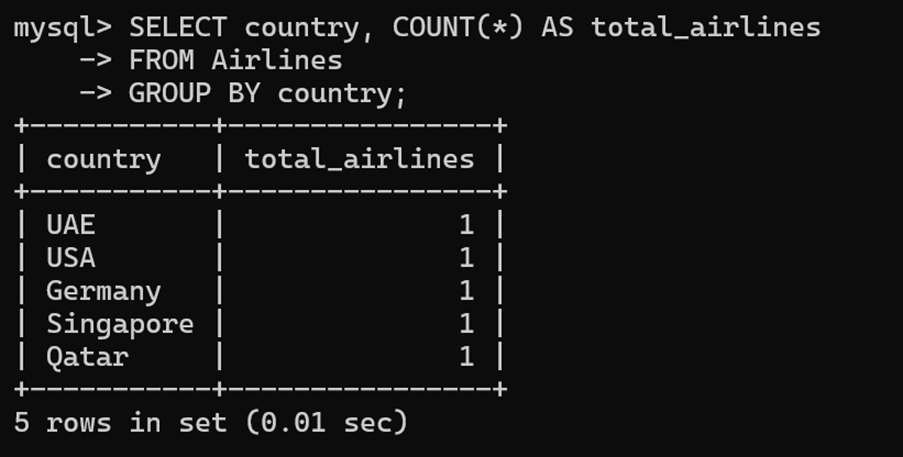 mysql> SELECT country, COUNT(*) AS total_airlines
    -> FROM Airlines
    -> GROUP BY country;
+-----------+----------------+
| country   | total_airlines |
+-----------+----------------+
| UAE       |              1 |
| USA       |              1 |
| Germany   |              1 |
| Singapore |              1 |
| Qatar     |              1 |
+-----------+----------------+
5 rows in set (0.01 sec)